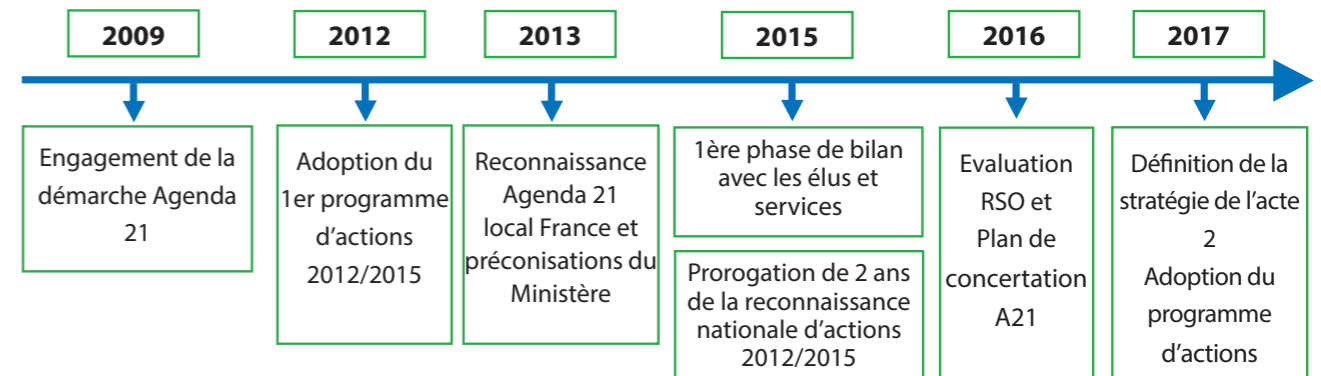 2009
2012
2013
2015
2016
2017
Engagement de la
démarche Agenda
21
Adoption du
1er programme
d'actions
2012/2015
Reconnaissance
Agenda 21
local France et
préconisations du
Ministère
1ère phase de bilan
avec les élus et
services
Prorogation de 2 ans
de la reconnaissance
nationale d'actions
2012/2015
Evaluation
RSO et
Plan de
concertation
A21
Définition de la
stratégie de l'acte
2
Adoption du
programme
d'actions